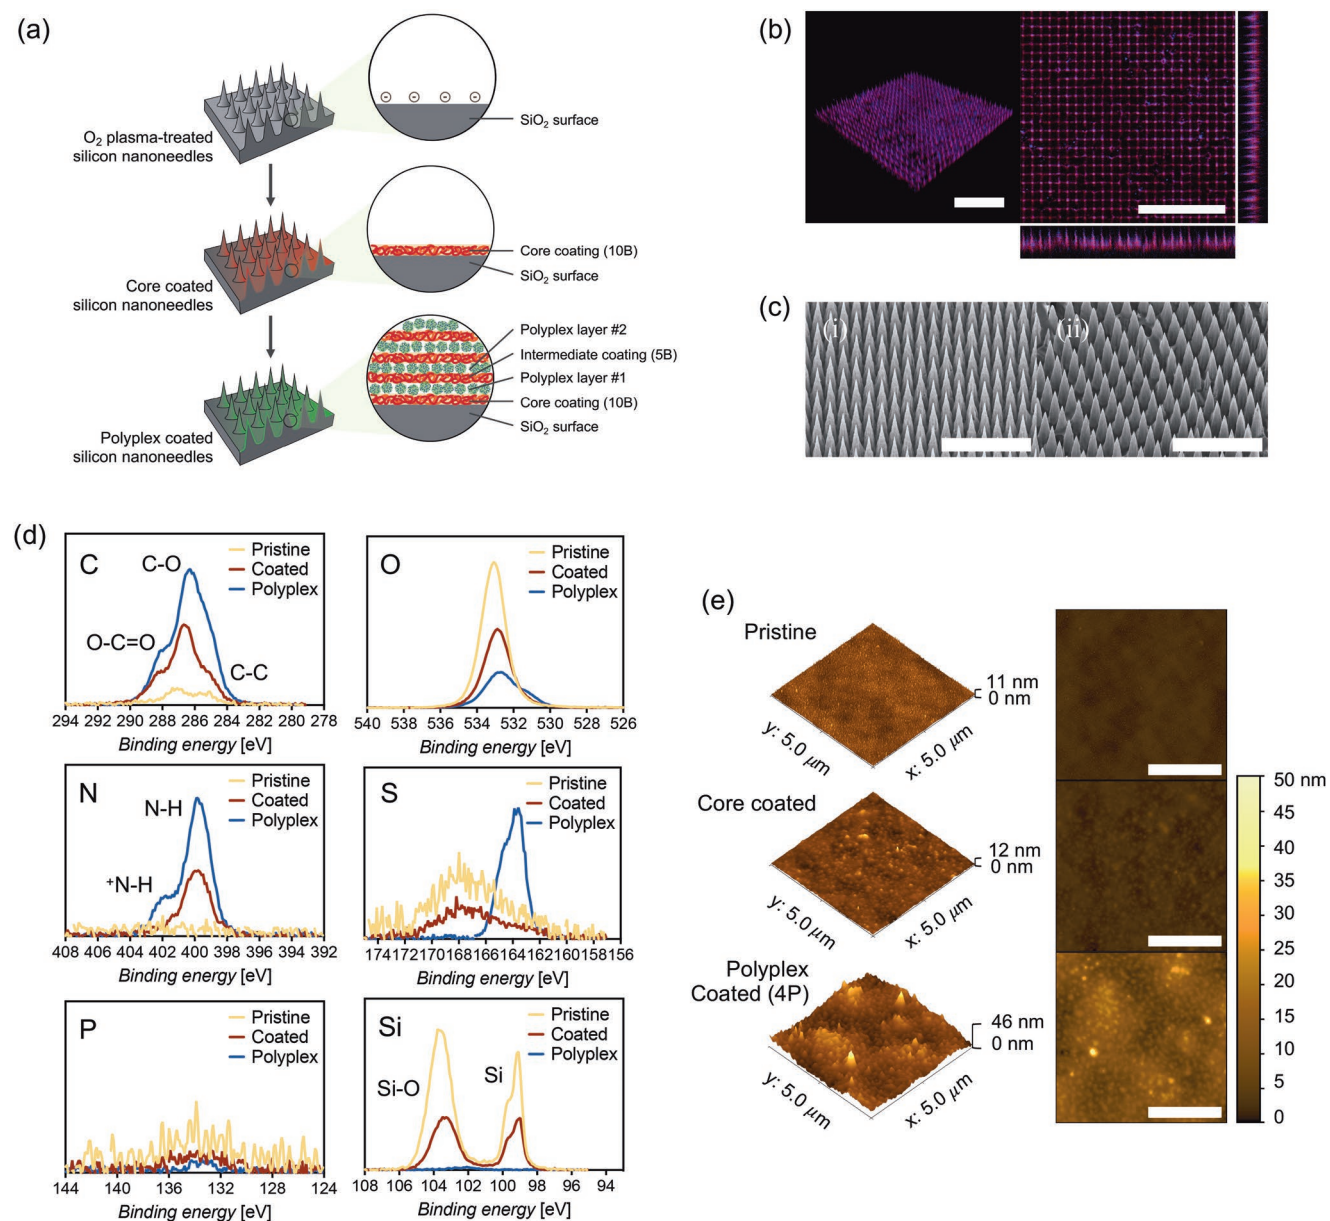 (a)
O₂ plasma-treated
silicon nanoneedles
SiO₂ surface
Core coated
silicon nanoneedles
Core coating (10B)
SiO₂ surface
Polyplex coated
silicon nanoneedles
Polyplex layer #2
Intermediate coating (5B)
Polyplex layer #1
Core coating (10B)
SiO₂ surface
(b)
(c)
(i)
(ii)
(d)
C
C-O
O-C=O
C-C
Pristine
Coated
Polyplex
294 290 288 286 284 282 280 278
Binding energy [eV]
O
Pristine
Coated
Polyplex
540 538 536 534 532 530 528 526
Binding energy [eV]
N
N-H
⁺N-H
Pristine
Coated
Polyplex
408 406 404 402 400 398 396 394 392
Binding energy [eV]
S
Pristine
Coated
Polyplex
174 172 170 168 166 164 162 160 158 156
Binding energy [eV]
P
Pristine
Coated
Polyplex
144 140 136 132 128 124
Binding energy [eV]
Si
Si-O
Si
Pristine
Coated
Polyplex
108 106 104 102 100 98 96 94
Binding energy [eV]
(e)
Pristine
11 nm
0 nm
y: 5.0 µm
x: 5.0 µm
Core coated
12 nm
0 nm
y: 5.0 µm
x: 5.0 µm
Polyplex
Coated (4P)
46 nm
0 nm
y: 5.0 µm
x: 5.0 µm
50 nm
45
40
35
30
25
20
15
10
5
0